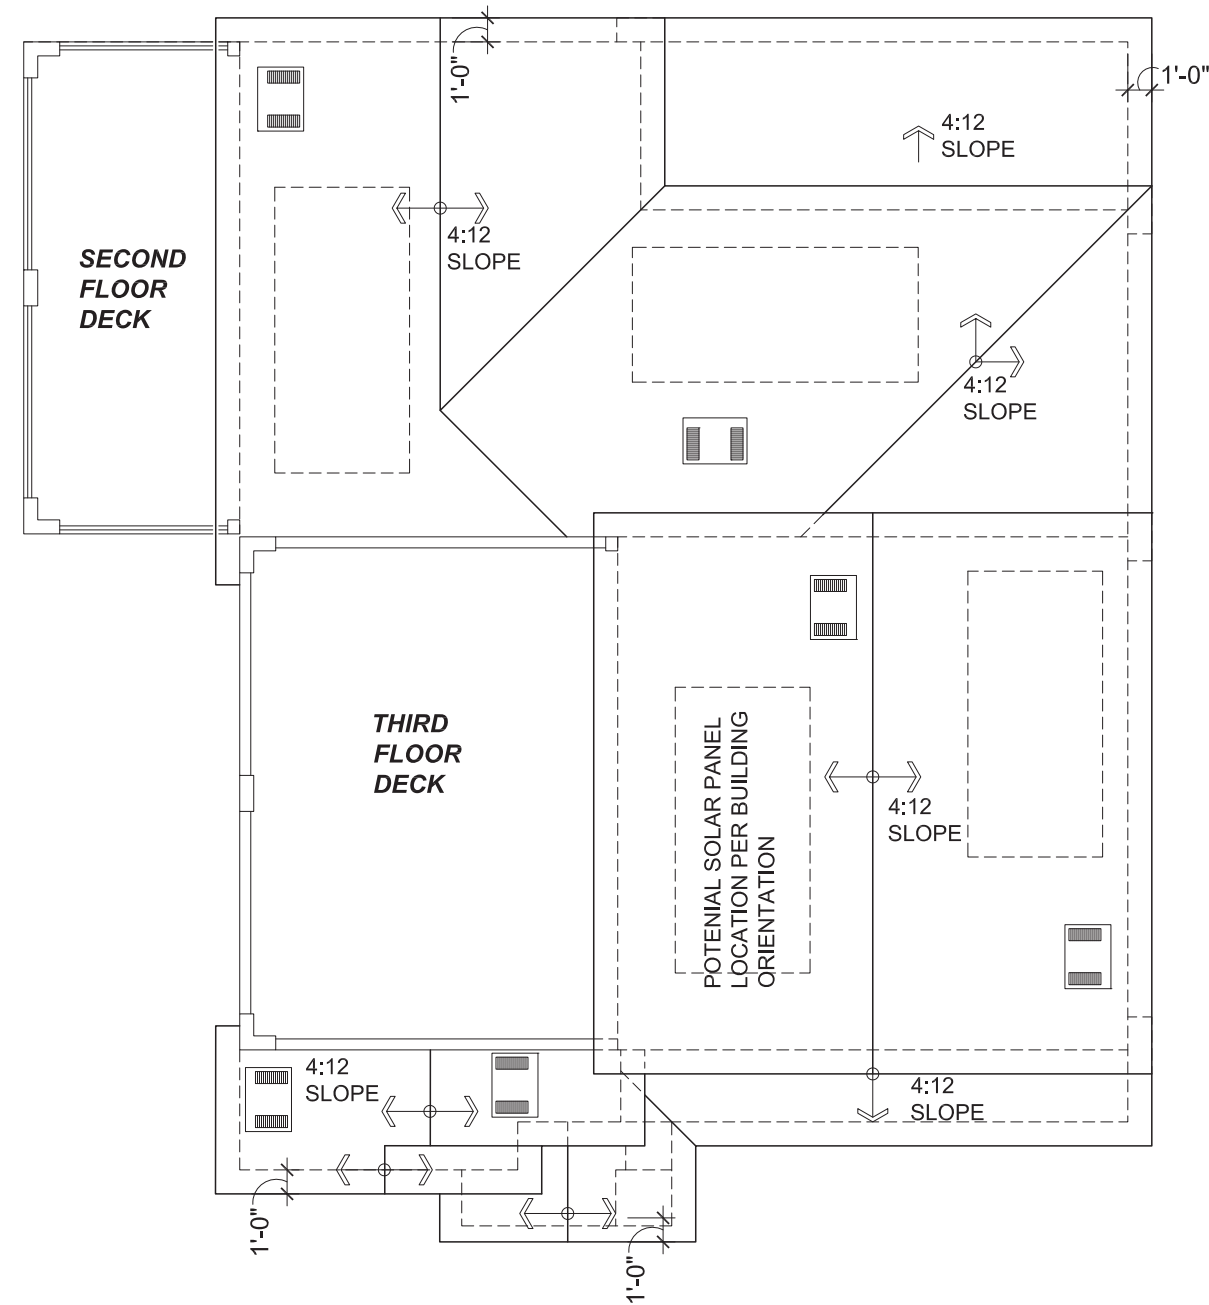 1'-0"
1'-0"
4:12
SLOPE
4:12
SLOPE
SECOND
FLOOR
DECK
4:12
SLOPE
THIRD
FLOOR
DECK
POTENIAL SOLAR PANEL
LOCATION PER BUILDING
ORIENTATION
4:12
SLOPE
4:12
SLOPE
4:12
SLOPE
1'-0"
1'-0"